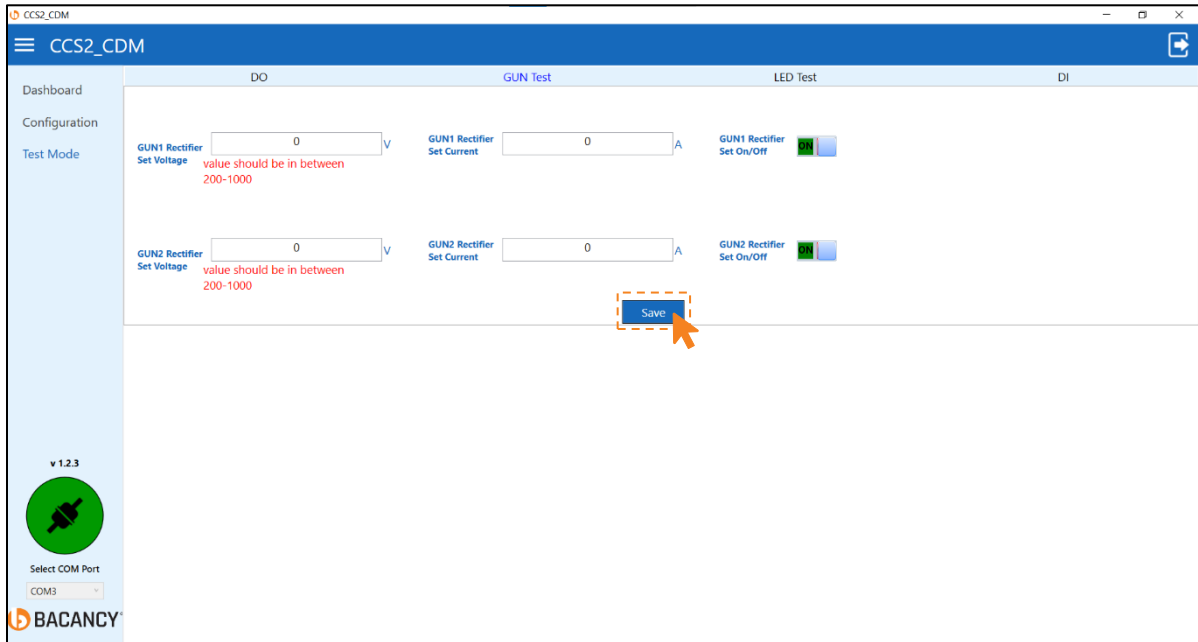 CCS2_CDM
CCS2_CDM
Dashboard
Configuration
Test Mode
DO
GUN Test
LED Test
DI
GUN1 Rectifier
Set Voltage
0
V
value should be in between
200-1000
GUN1 Rectifier
Set Current
0
A
GUN1 Rectifier
Set On/Off
ON
GUN2 Rectifier
Set Voltage
0
V
value should be in between
200-1000
GUN2 Rectifier
Set Current
0
A
GUN2 Rectifier
Set On/Off
ON
Save
v 1.2.3
Select COM Port
COM3
BACANCY